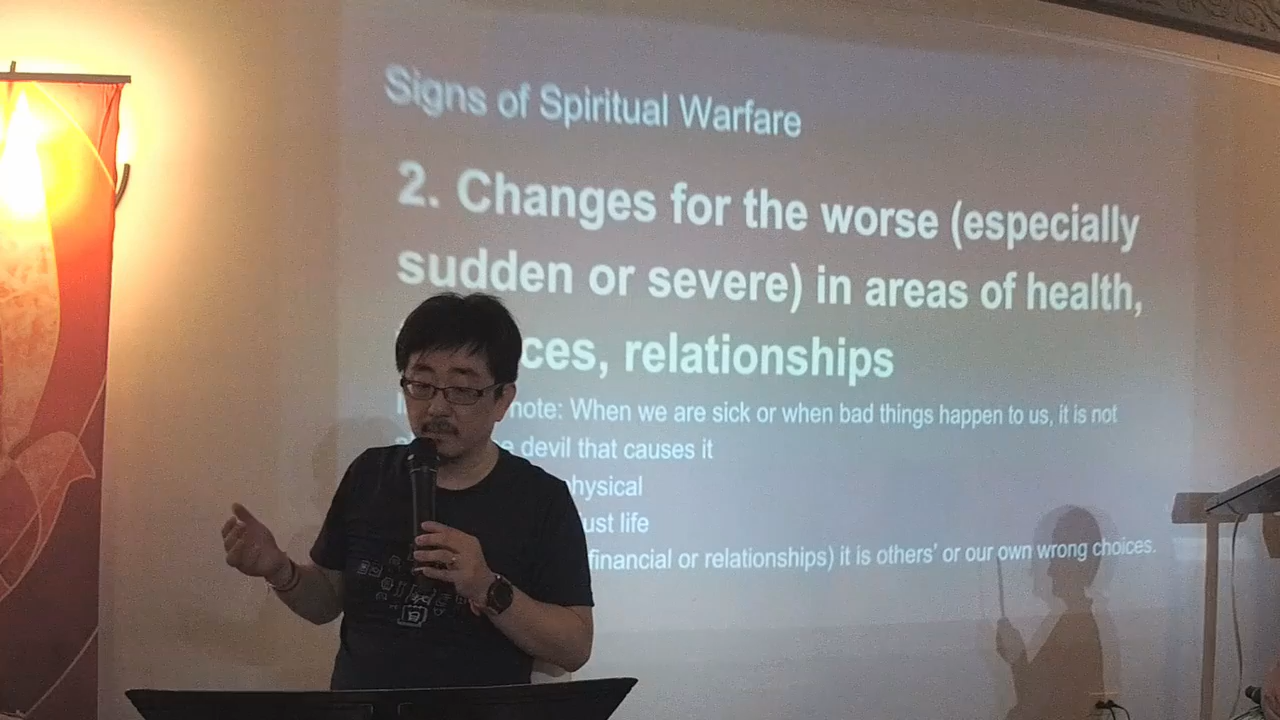 Signs of Spiritual Warfare
2. Changes for the worse (especially
sudden or severe) in areas of health,
ces, relationships
note: When we are sick or when bad things happen to us, it is not
devil that causes it
physical
just life
financial or relationships) it is others' or our own wrong choices.